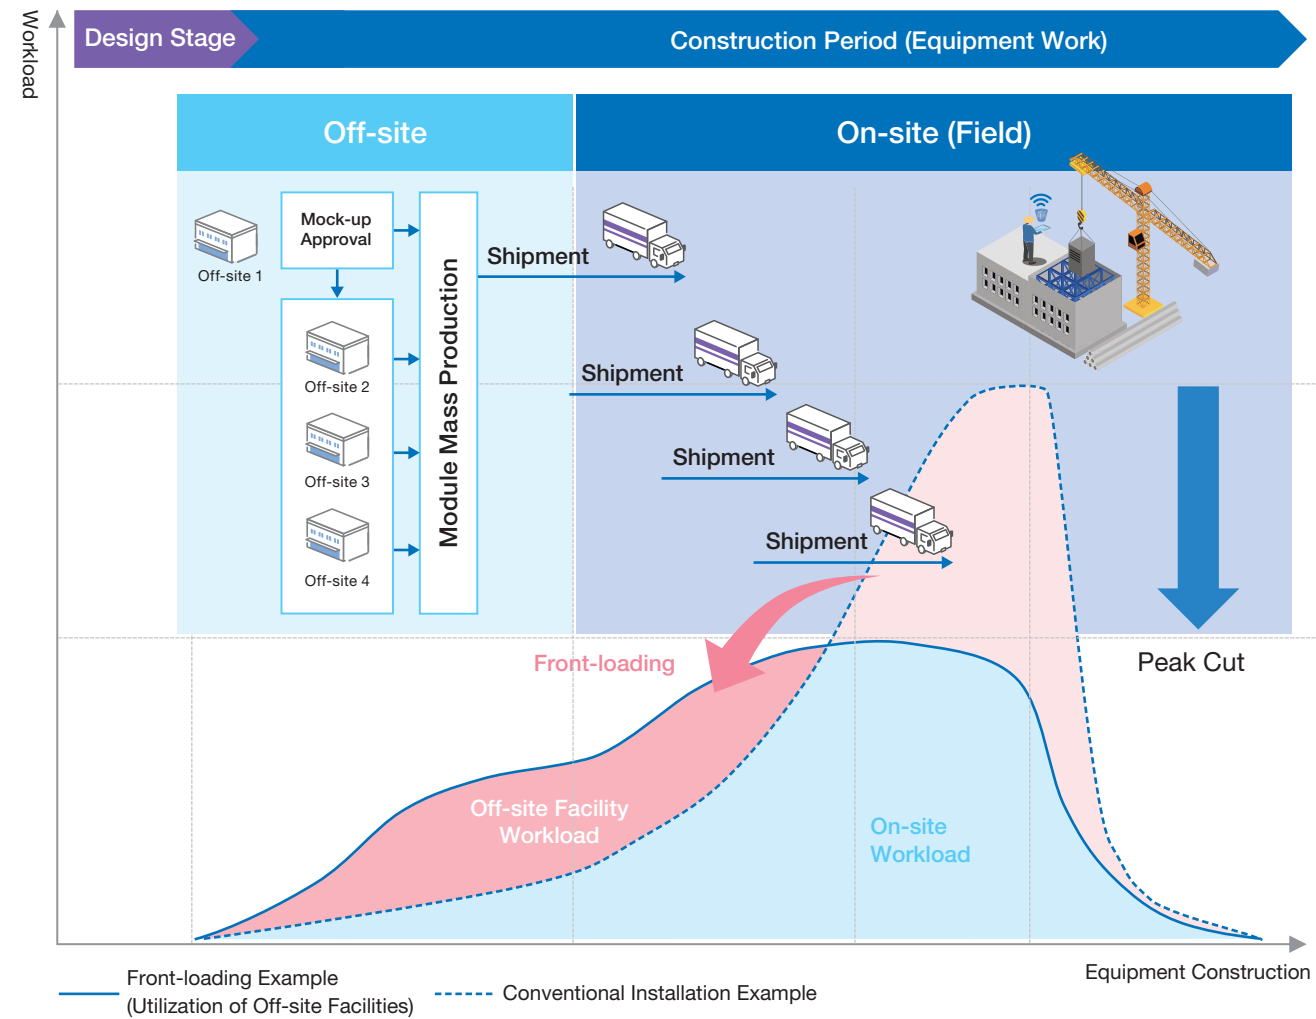 Workload
Design Stage
Construction Period (Equipment Work)
Off-site
On-site (Field)
Off-site 1
Mock-up
Approval
Off-site 2
Off-site 3
Off-site 4
Module Mass Production
Shipment
Shipment
Shipment
Shipment
Front-loading
Peak Cut
Off-site Facility
Workload
On-site
Workload
Equipment Construction
Front-loading Example
(Utilization of Off-site Facilities)
Conventional Installation Example